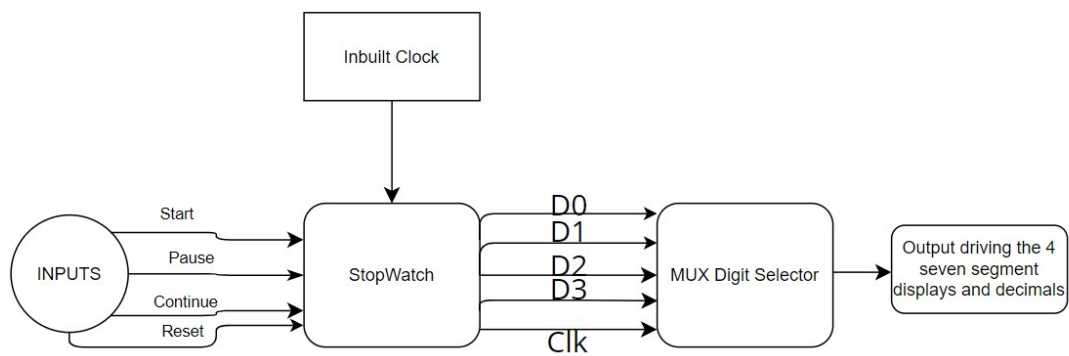 Inbuilt Clock
INPUTS
Start
Pause
Continue
Reset
StopWatch
D0
D1
D2
D3
Clk
MUX Digit Selector
Output driving the 4
seven segment
displays and decimals